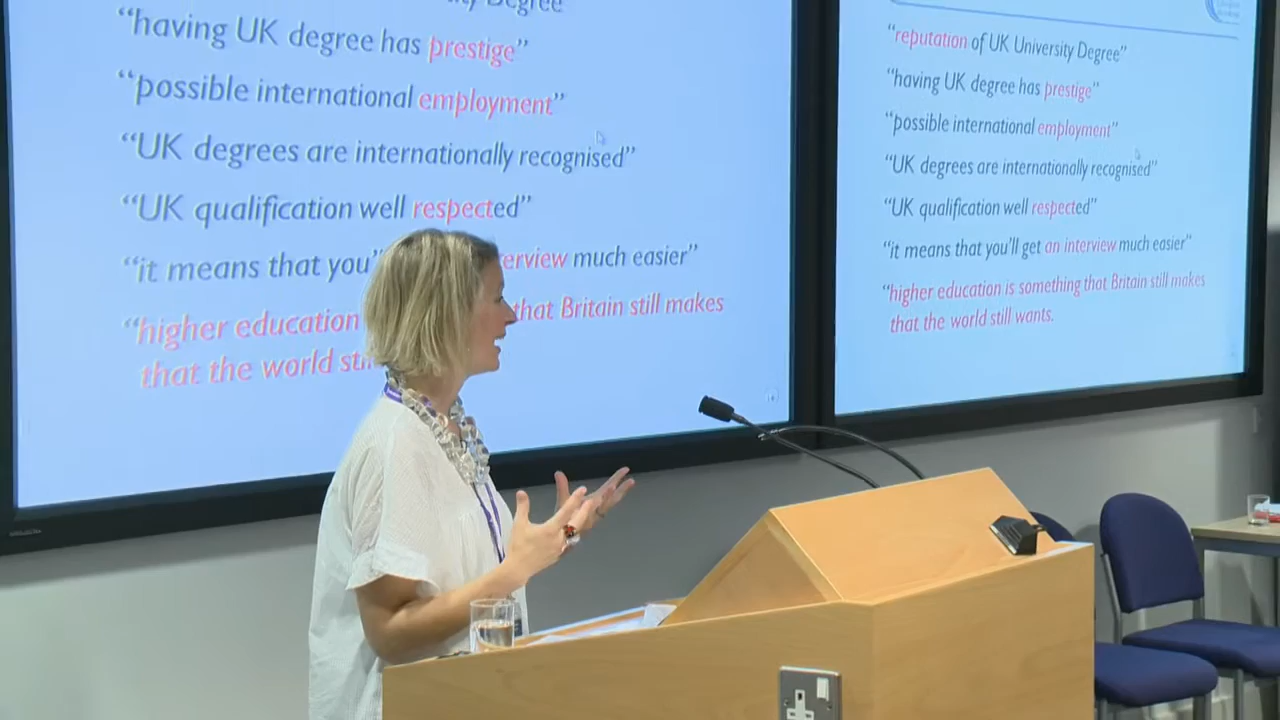 Degree
“having UK degree has prestige”
“possible international employment”
“UK degrees are internationally recognised”
“UK qualification well respected”
“it means that you’ erview much easier”
“higher education that Britain still makes
that the world sti
“reputation of UK University Degree”
“having UK degree has prestige”
“possible international employment”
“UK degrees are internationally recognised”
“UK qualification well respected”
“it means that you’ll get an interview much easier”
“higher education is something that Britain still makes
that the world still wants.